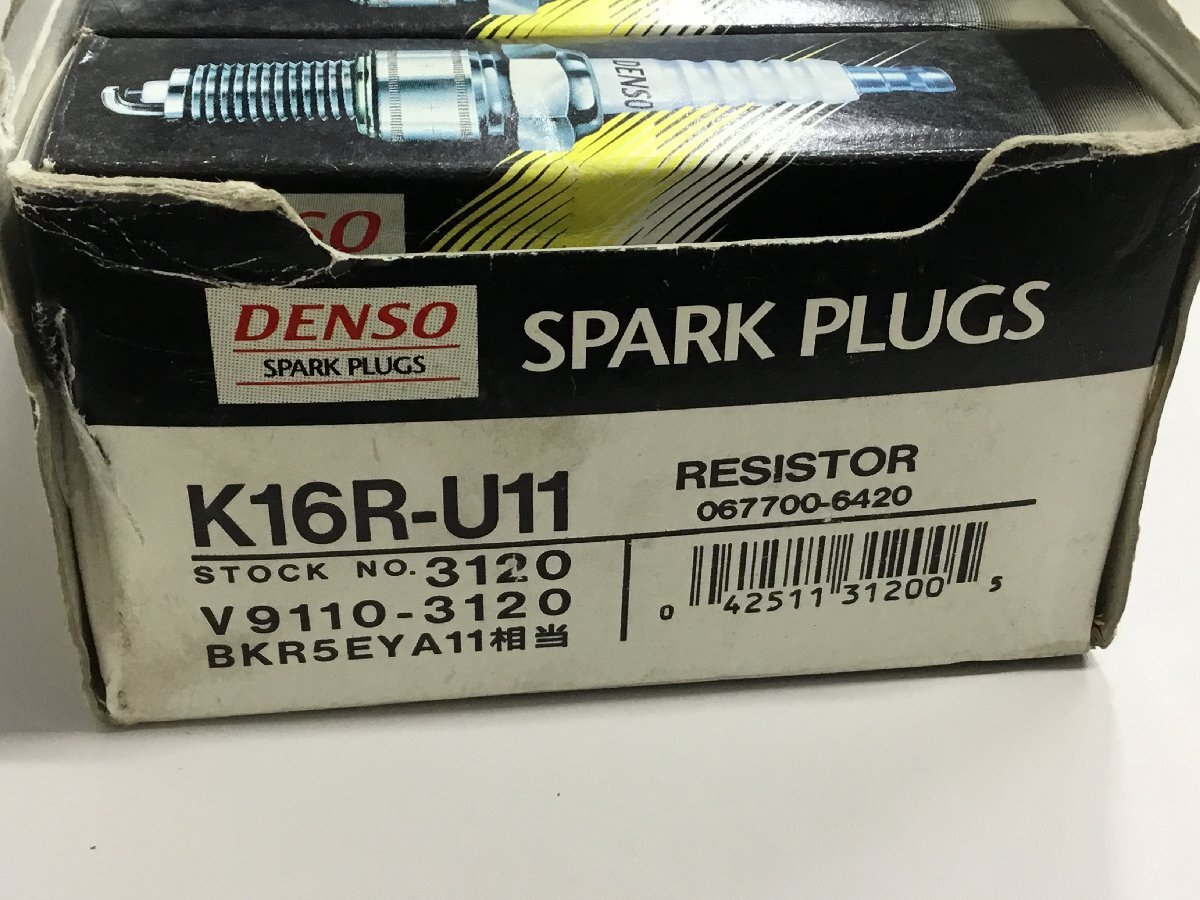 DENSO
SO
DENSO
SPARK PLUGS
SPARK PLUGS
K16R-U11
RESISTOR
067700-6420
STOCK NO. 3120
V9110-3120
BKR5EYA11相当
0 42511 31200 5